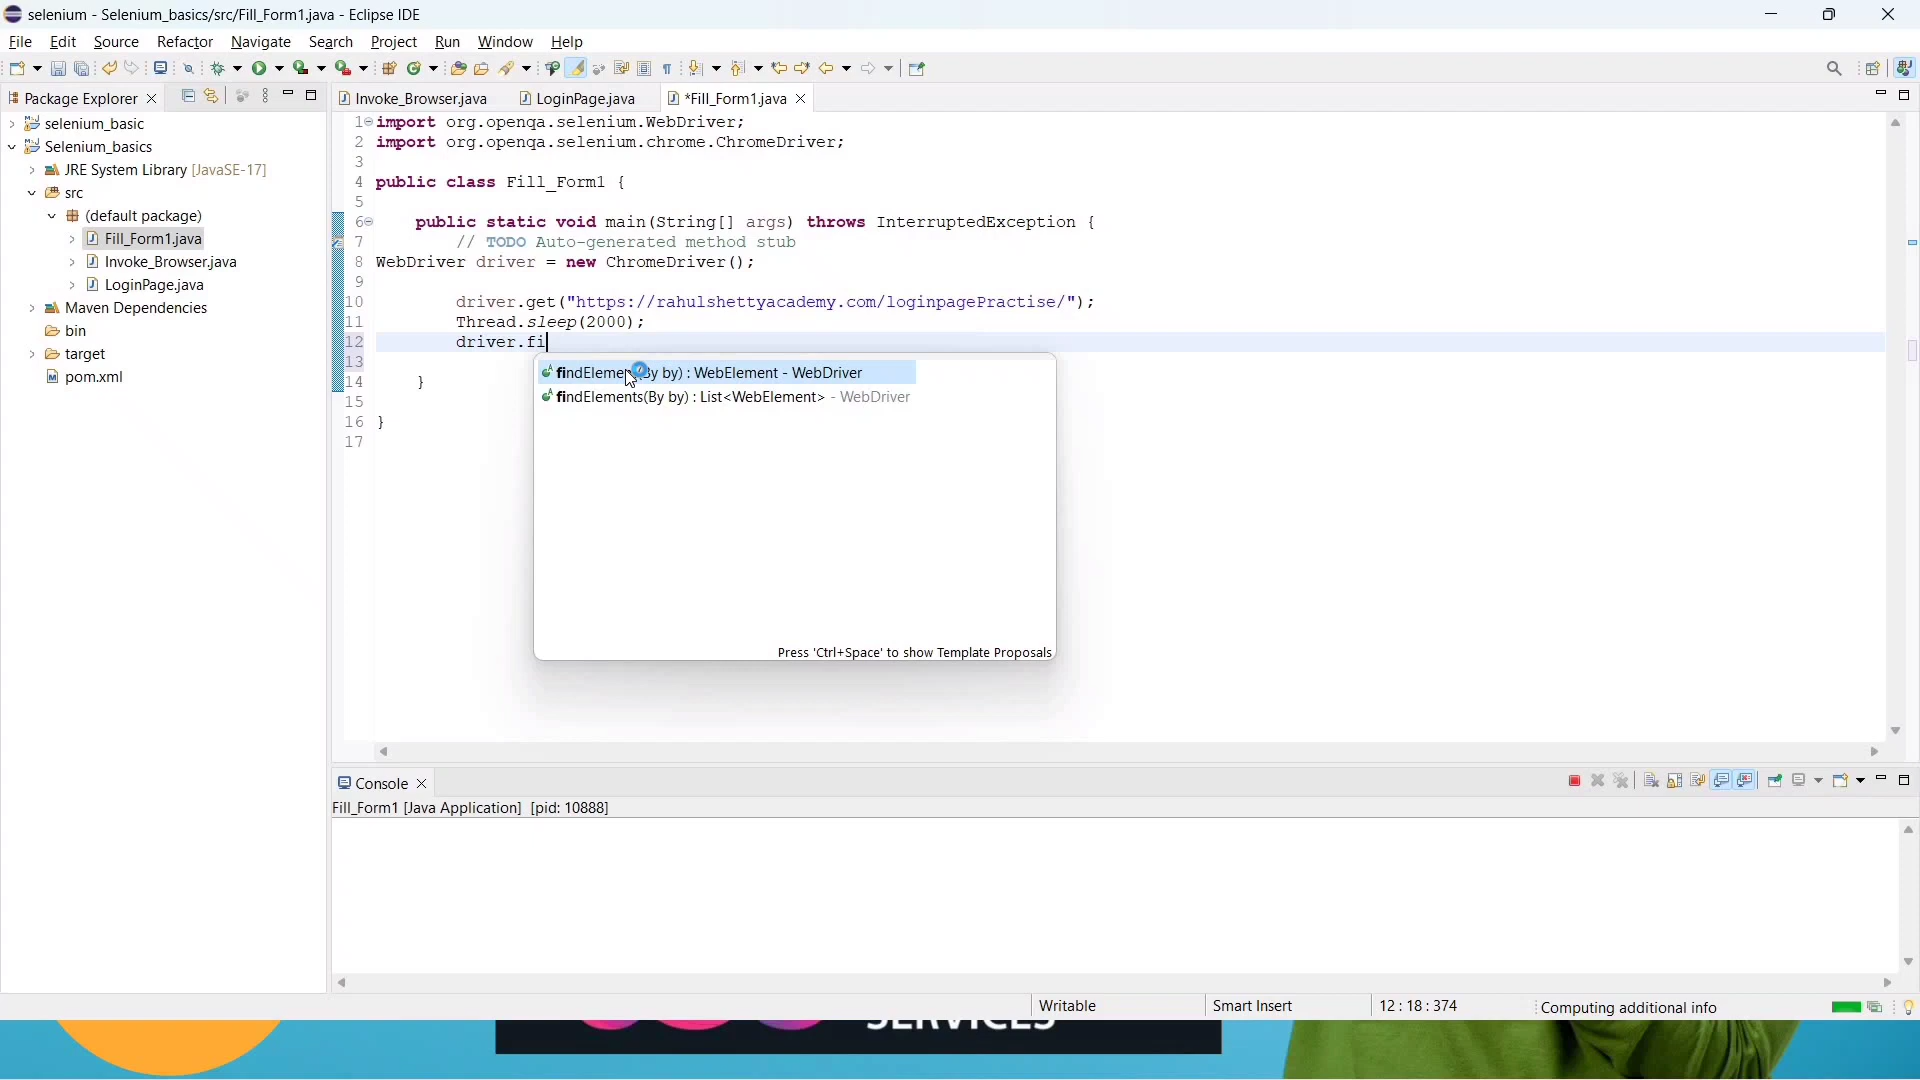 selenium - Selenium_basics/src/Fill_Form1.java - Eclipse IDE
File Edit Source Refactor Navigate Search Project Run Window Help
Package Explorer
Invoke_Browser.java LoginPage.java *Fill_Form1.java
selenium_basic
Selenium_basics
JRE System Library [JavaSE-17]
src
(default package)
Fill_Form1.java
Invoke_Browser.java
LoginPage.java
Maven Dependencies
bin
target
pom.xml
1 import org.openqa.selenium.WebDriver;
2 import org.openqa.selenium.chrome.ChromeDriver;
3
4 public class Fill_Form1 {
5
6 public static void main(String[] args) throws InterruptedException {
7 // TODO Auto-generated method stub
8 WebDriver driver = new ChromeDriver();
9
10 driver.get("https://rahulshettyacademy.com/loginpagePractise/");
11 Thread.sleep(2000);
12 driver.fi
13
14 }
15
16 }
17
by) : WebElement - WebDriver
findElements(By by) : List<WebElement> - WebDriver
Press 'Ctrl+Space' to show Template Proposals
Console
Fill_Form1 [Java Application] [pid: 10888]
Writable Smart Insert 12 : 18 : 374 Computing additional info
SERVICES